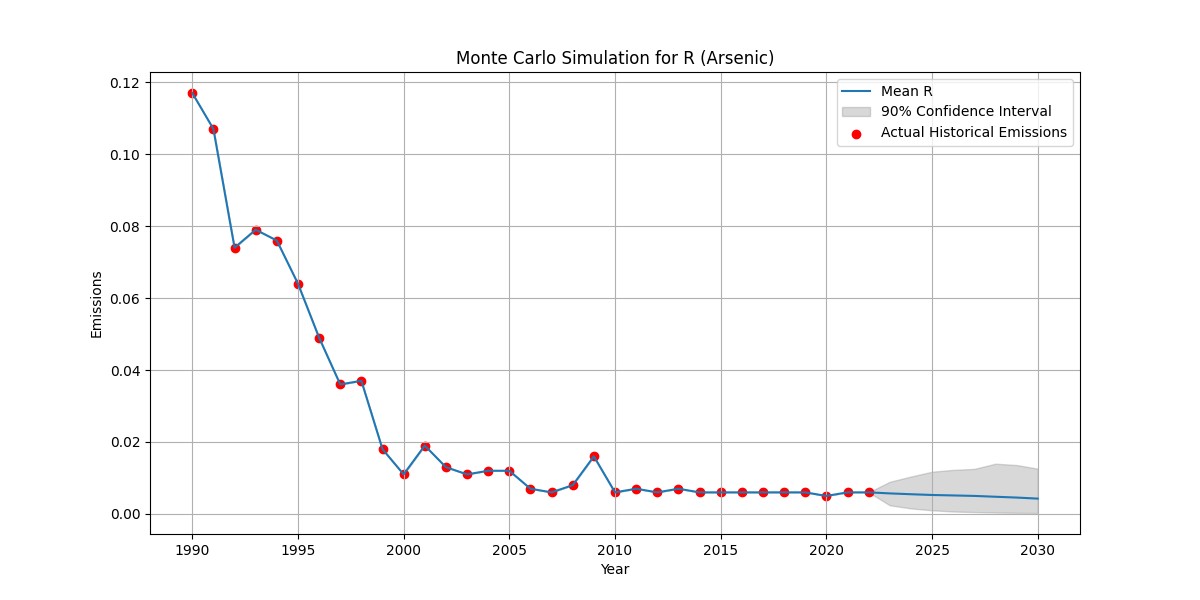 Monte Carlo Simulation for R (Arsenic)
Mean R
90% Confidence Interval
Actual Historical Emissions
Emissions
0.12
0.10
0.08
0.06
0.04
0.02
0.00
1990 1995 2000 2005 2010 2015 2020 2025 2030
Year